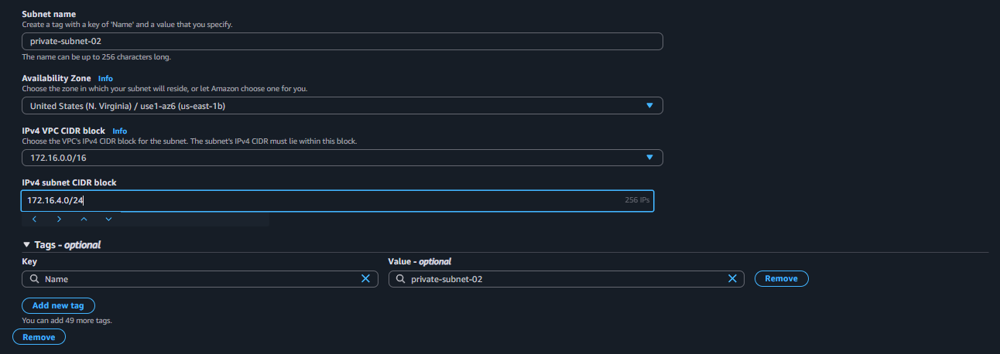 Subnet name
Create a tag with a key of 'Name' and a value that you specify.
private-subnet-02
The name can be up to 256 characters long.
Availability Zone Info
Choose the zone in which your subnet will reside, or let Amazon choose one for you.
United States (N. Virginia) / use1-az6 (us-east-1b)
IPv4 VPC CIDR block Info
Choose the VPC's IPv4 CIDR block for the subnet. The subnet's IPv4 CIDR must lie within this block.
172.16.0.0/16
IPv4 subnet CIDR block
172.16.4.0/24 256 IPs
Tags - optional
Key Value - optional
Name private-subnet-02 Remove
Add new tag
You can add 49 more tags.
Remove